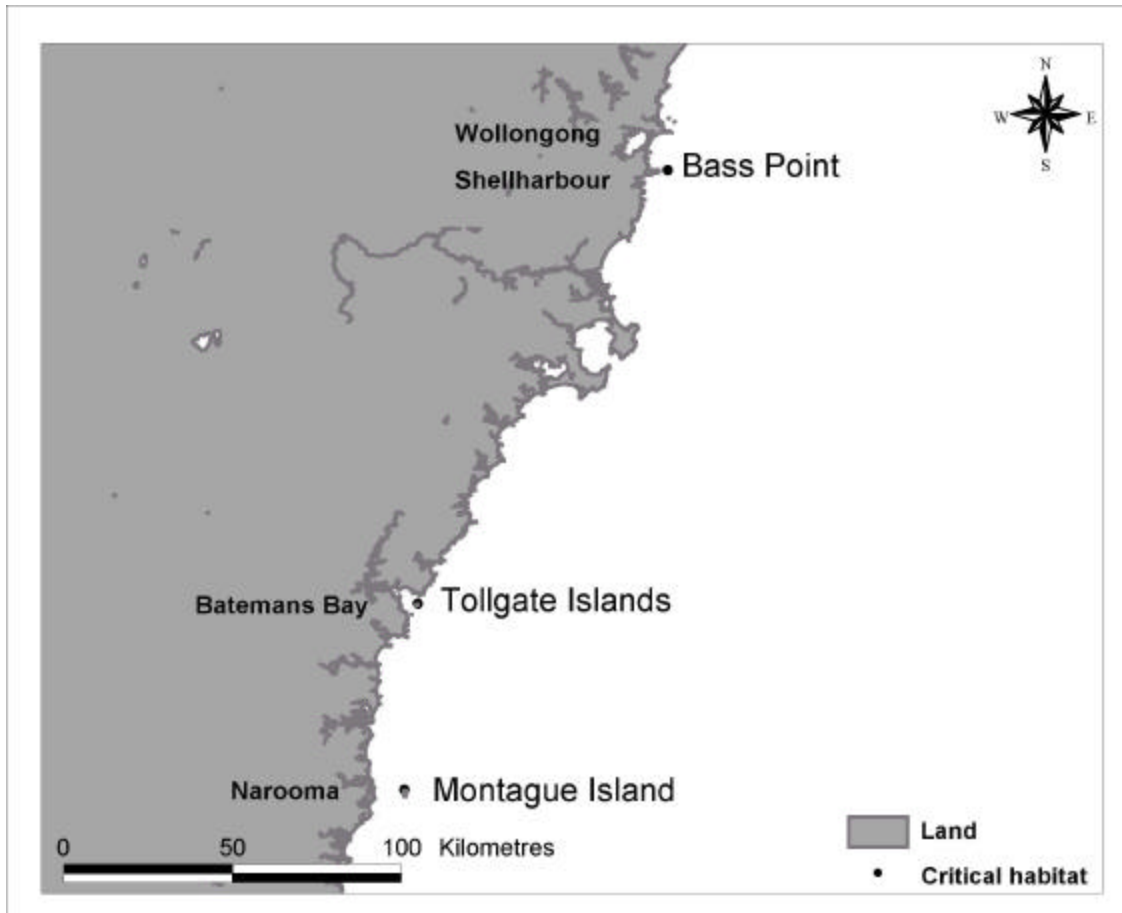 N
W E
S
Wollongong
Bass Point
Shellharbour
Batemans Bay
Tollgate Islands
Narooma
Montague Island
0 50 100 Kilometres
Land
Critical habitat